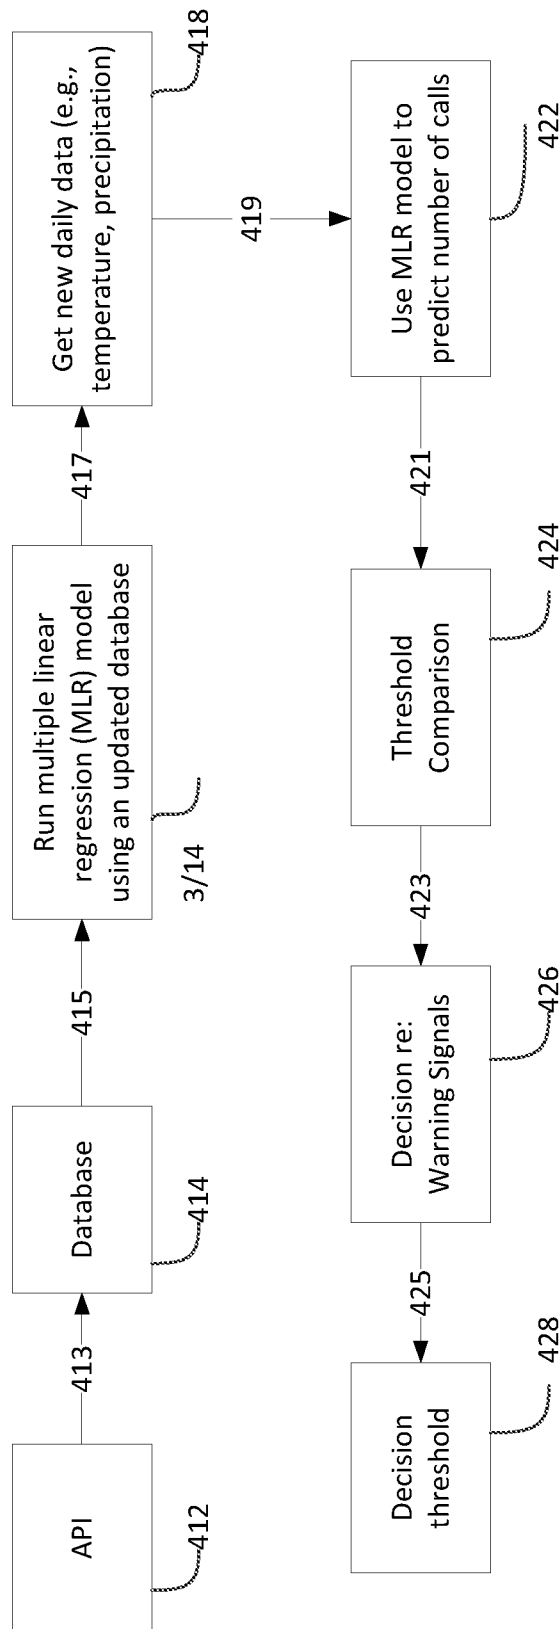 API
412
413
Database
414
415
Run multiple linear
regression (MLR) model
using an updated database
3/14
417
Get new daily data (e.g.,
temperature, precipitation)
418
419
Use MLR model to
predict number of calls
422
421
Threshold
Comparison
424
423
Decision re:
Warning Signals
426
425
Decision
threshold
428